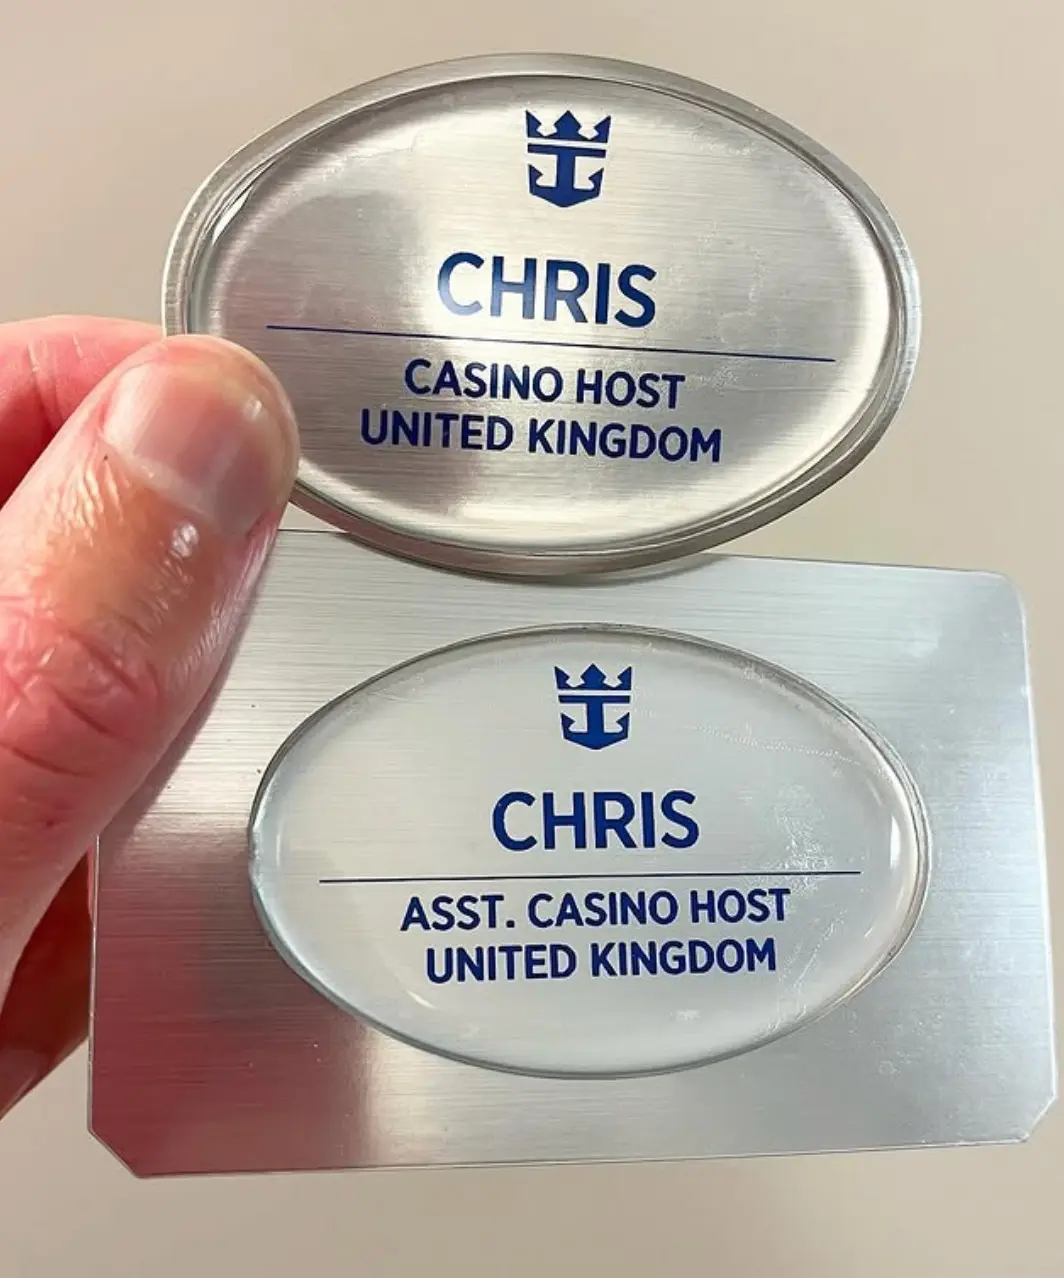 CHRIS
CASINO HOST
UNITED KINGDOM
CHRIS
ASST. CASINO HOST
UNITED KINGDOM